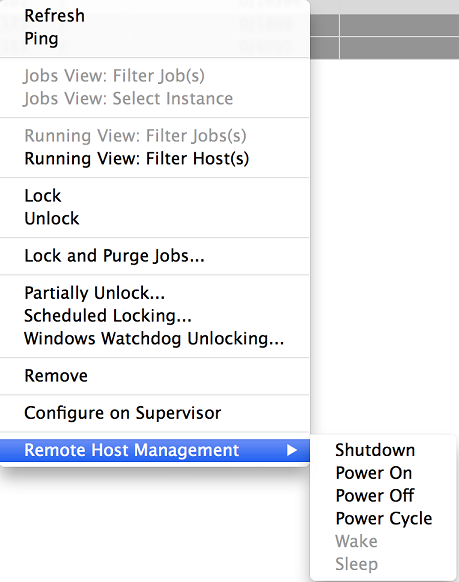 Refresh
Ping
Jobs View: Filter Job(s)
Jobs View: Select Instance
Running View: Filter Jobs(s)
Running View: Filter Host(s)
Lock
Unlock
Lock and Purge Jobs...
Partially Unlock...
Scheduled Locking...
Windows Watchdog Unlocking...
Remove
Configure on Supervisor
Remote Host Management
Shutdown
Power On
Power Off
Power Cycle
Wake
Sleep